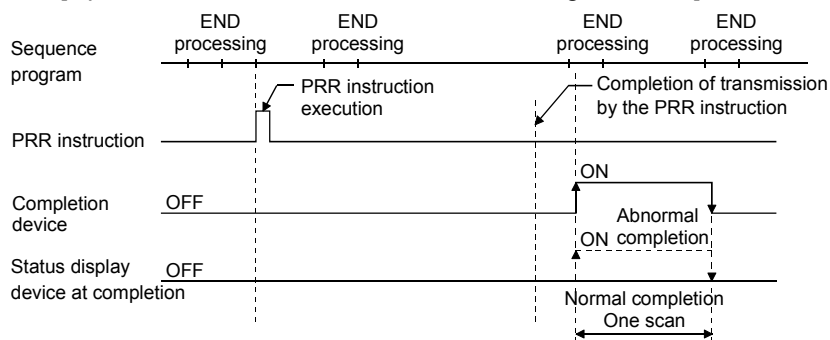 END processing
END processing
END processing
END processing
Sequence program
PRR instruction execution
Completion of transmission by the PRR instruction
PRR instruction
ON
Completion device
OFF
Abnormal completion
ON
Status display device at completion
OFF
Normal completion
One scan